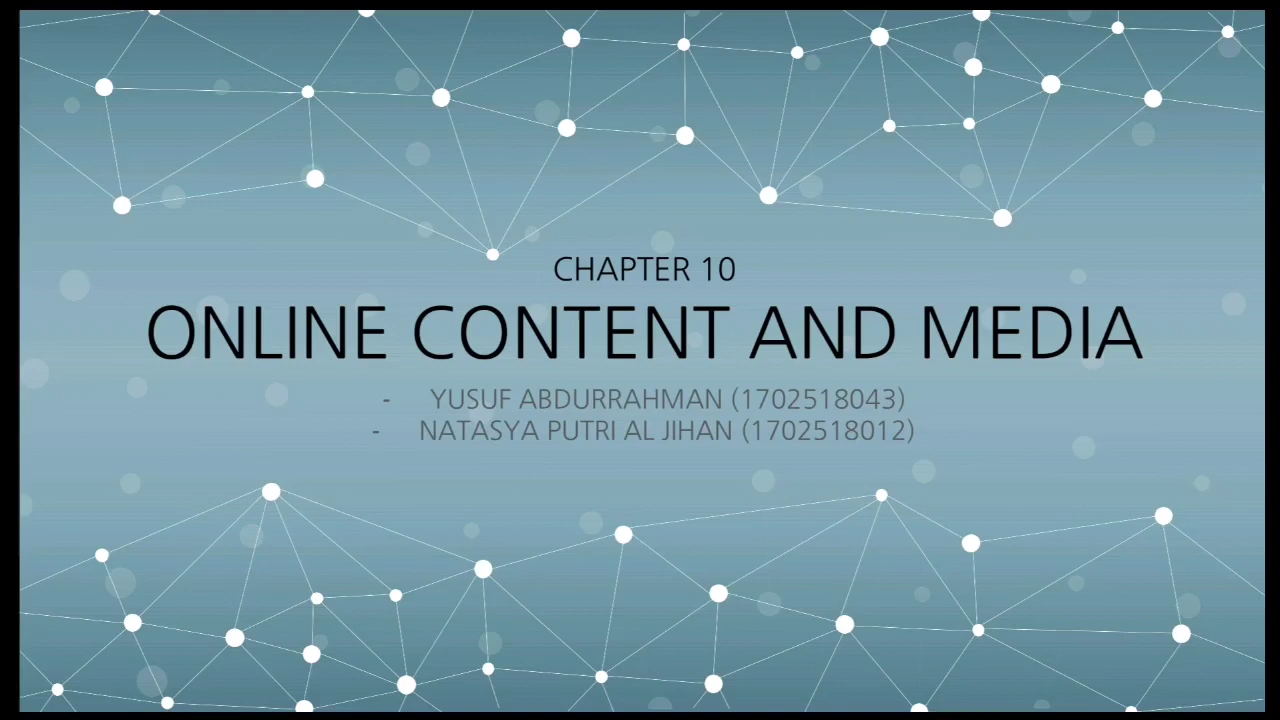 CHAPTER 10
ONLINE CONTENT AND MEDIA
- YUSUF ABDURRAHMAN (1702518043)
- NATASYA PUTRI AL JIHAN (1702518012)